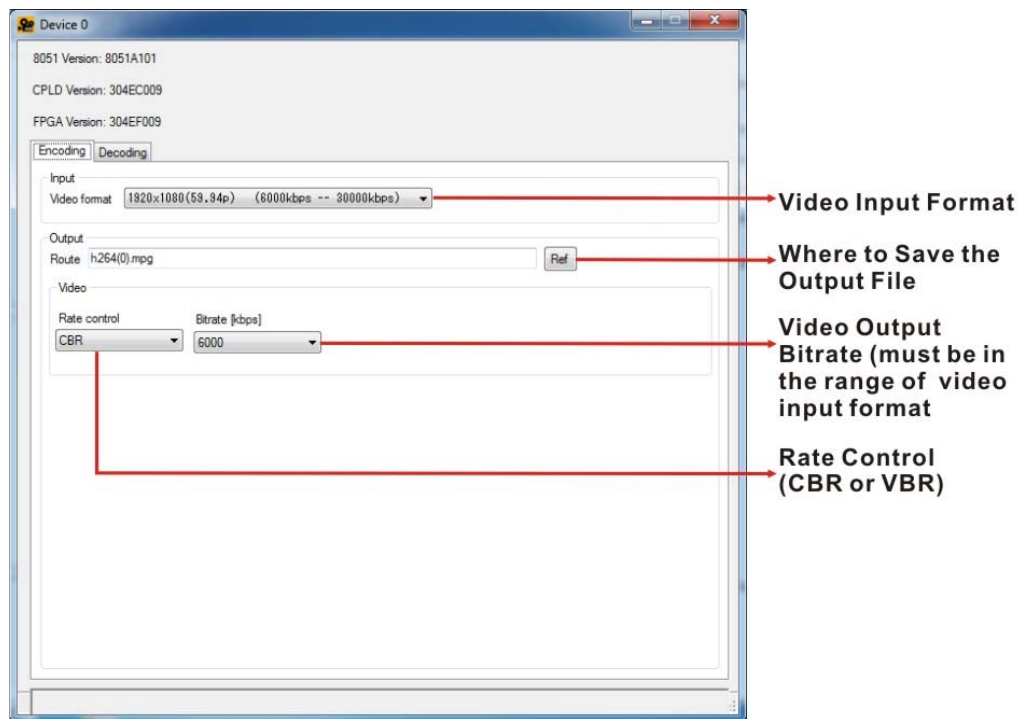 Device 0
8051 Version: 8051A101
CPLD Version: 304EC009
FPGA Version: 304EF009
Encoding Decoding
Input
Video format 1920x1080(59.94p) (6000kbps -- 30000kbps)
Output
Route h264(0).mpg Ref
Video
Rate control Bitrate [kbps]
CBR 6000
Video Input Format
Where to Save the
Output File
Video Output
Bitrate (must be in
the range of video
input format
Rate Control
(CBR or VBR)